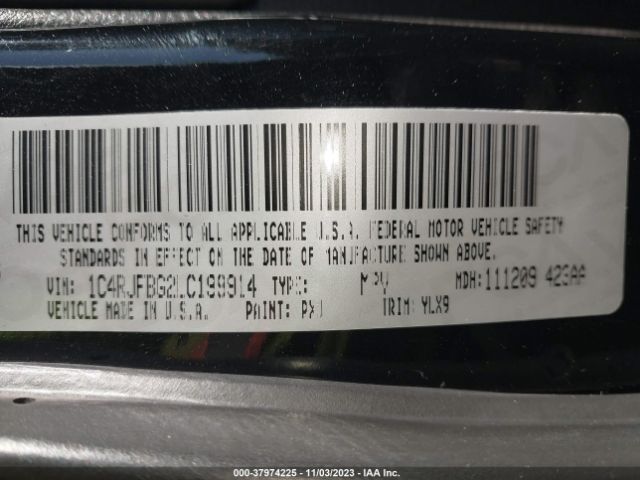 THIS VEHICLE CONFORMS TO ALL APPLICABLE U.S.A. FEDERAL MOTOR VEHICLE SAFETY
STANDARDS IN EFFECT ON THE DATE OF MANUFACTURE SHOWN ABOVE.
VIN: 1C4RJFBG2LC199914 TYPE: MPV MDH:111209 423AA
VEHICLE MADE IN U.S.A. PAINT: PXJ TRIM: YLX9
000-37974225 - 11/03/2023 - IAA Inc.